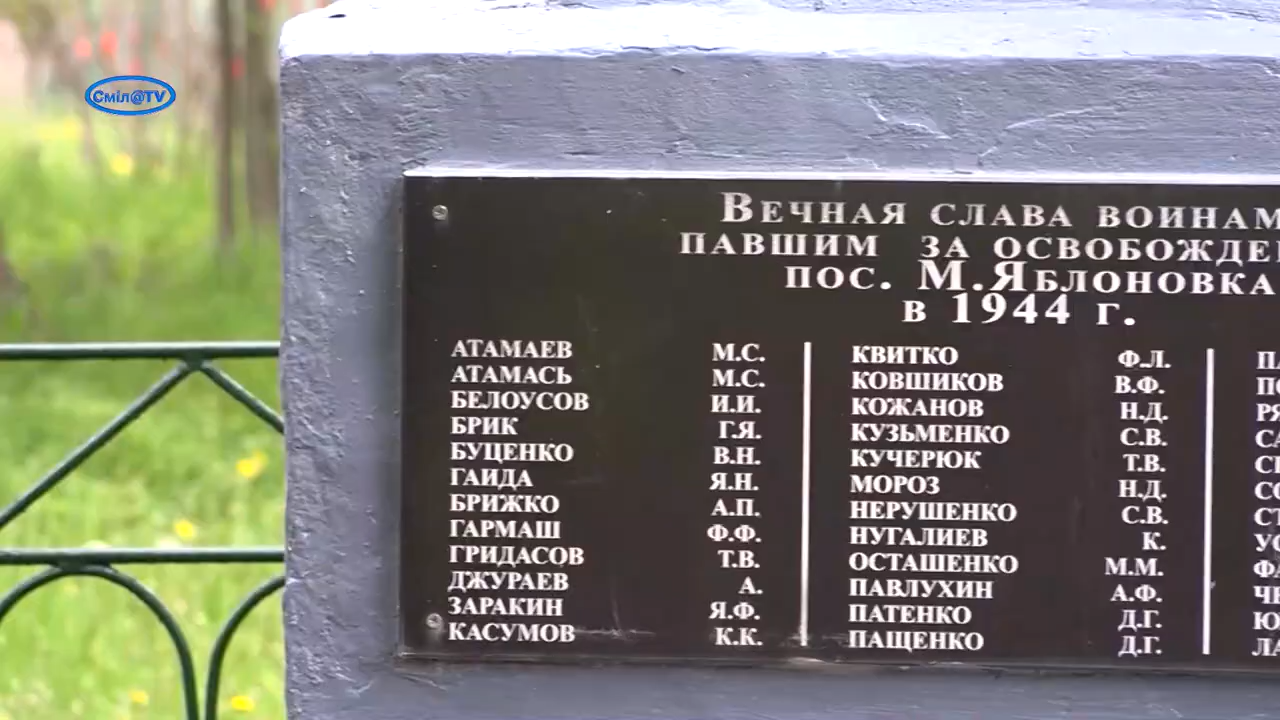 Сміл@TV
Вечная слава воинам
павшим за освобожде
пос. М.Яблоновка
в 1944 г.
АТАМАЕВ М.С.
АТАМАСЬ М.С.
БЕЛОУСОВ И.И.
БРИК Г.Я.
БУЦЕНКО В.Н.
ГАИДА Я.Н.
БРИЖКО А.П.
ГАРМАШ Ф.Ф.
ГРИДАСОВ Т.В.
ДЖУРАЕВ А.
ЗАРАКИН Я.Ф.
КАСУМОВ К.К.
КВИТКО Ф.Л.
КОВШИКОВ В.Ф.
КОЖАНОВ Н.Д.
КУЗЬМЕНКО С.В.
КУЧЕРЮК Т.В.
МОРОЗ Н.Д.
НЕРУШЕНКО С.В.
НУГАЛИЕВ К.
ОСТАШЕНКО М.М.
ПАВЛУХИН А.Ф.
ПАТЕНКО Д.Г.
ПАЩЕНКО Д.Г.